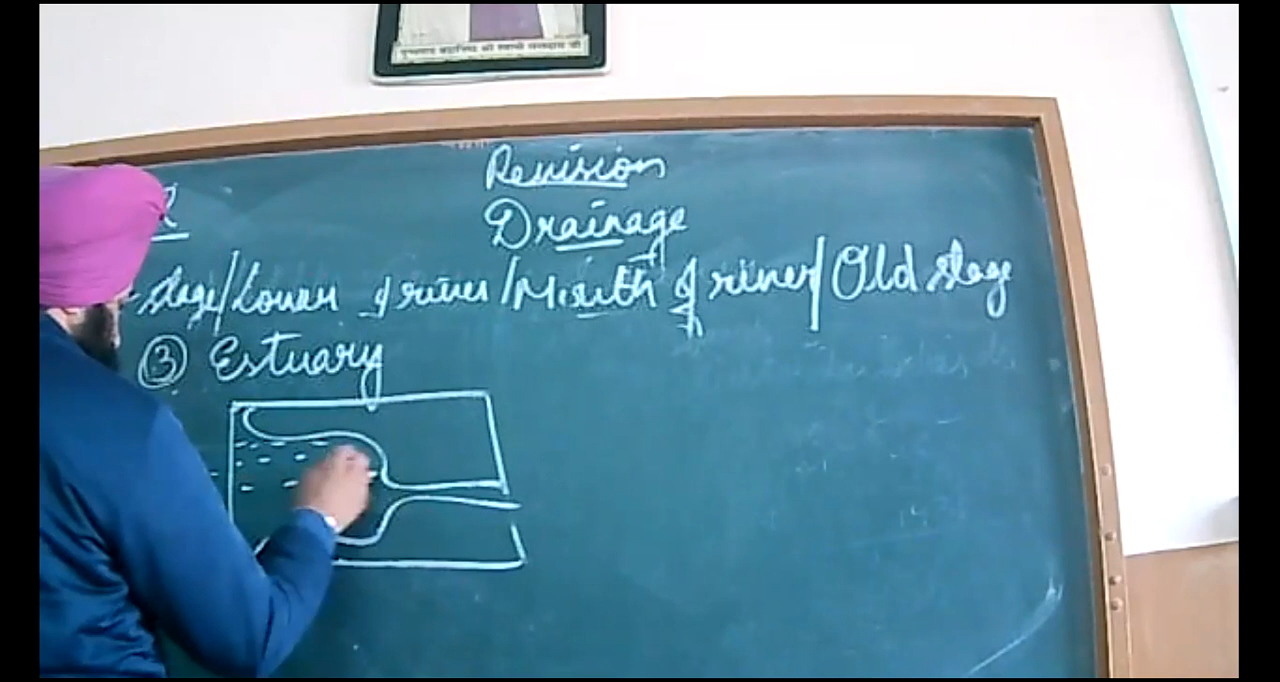 Revision
Drainage
stage/Lower of river/Mouth of river/Old stage
③ Estuary